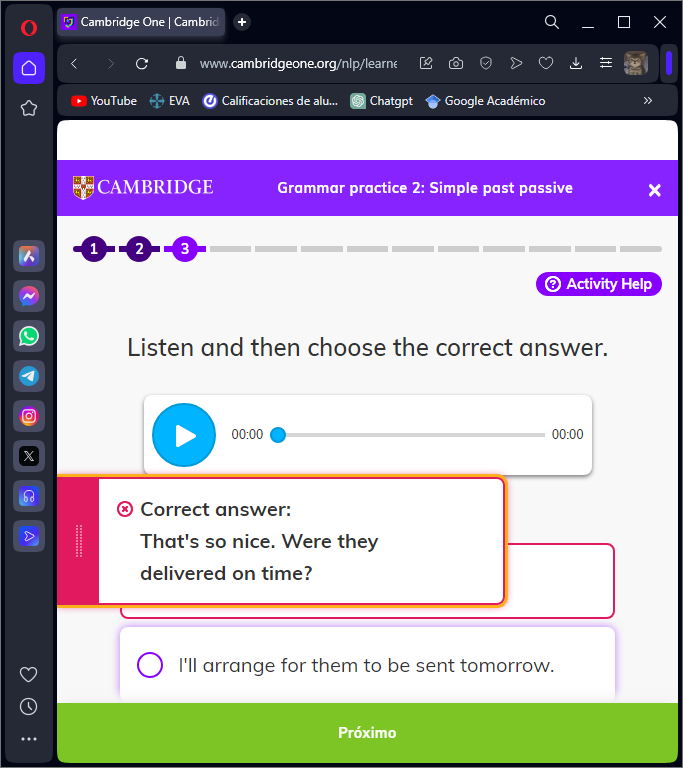 Cambridge One | Cambrid
www.cambridgeone.org/nlp/learne
YouTube EVA Calificaciones de alu... Chatgpt Google Académico »
CAMBRIDGE Grammar practice 2: Simple past passive
1 2 3
Activity Help
Listen and then choose the correct answer.
00:00 00:00
Correct answer:
That's so nice. Were they
delivered on time?
I'll arrange for them to be sent tomorrow.
Próximo